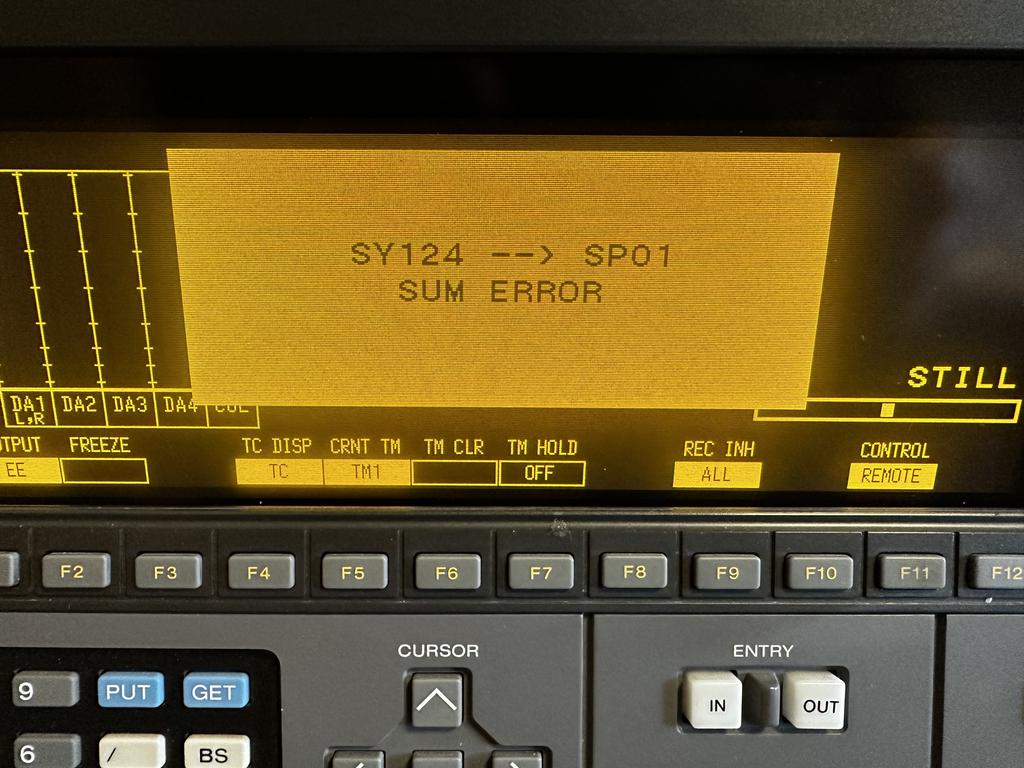 SY124 --> SP01
SUM ERROR
STILL
DA1 DA2 DA3 DA4
L,R
TPUT FREEZE TC DISP CRNT TM TM CLR TM HOLD REC INH CONTROL
EE TC TM1 OFF ALL REMOTE
F2 F3 F4 F5 F6 F7 F8 F9 F10 F11 F12
CURSOR ENTRY
9 PUT GET IN OUT
6 / BS